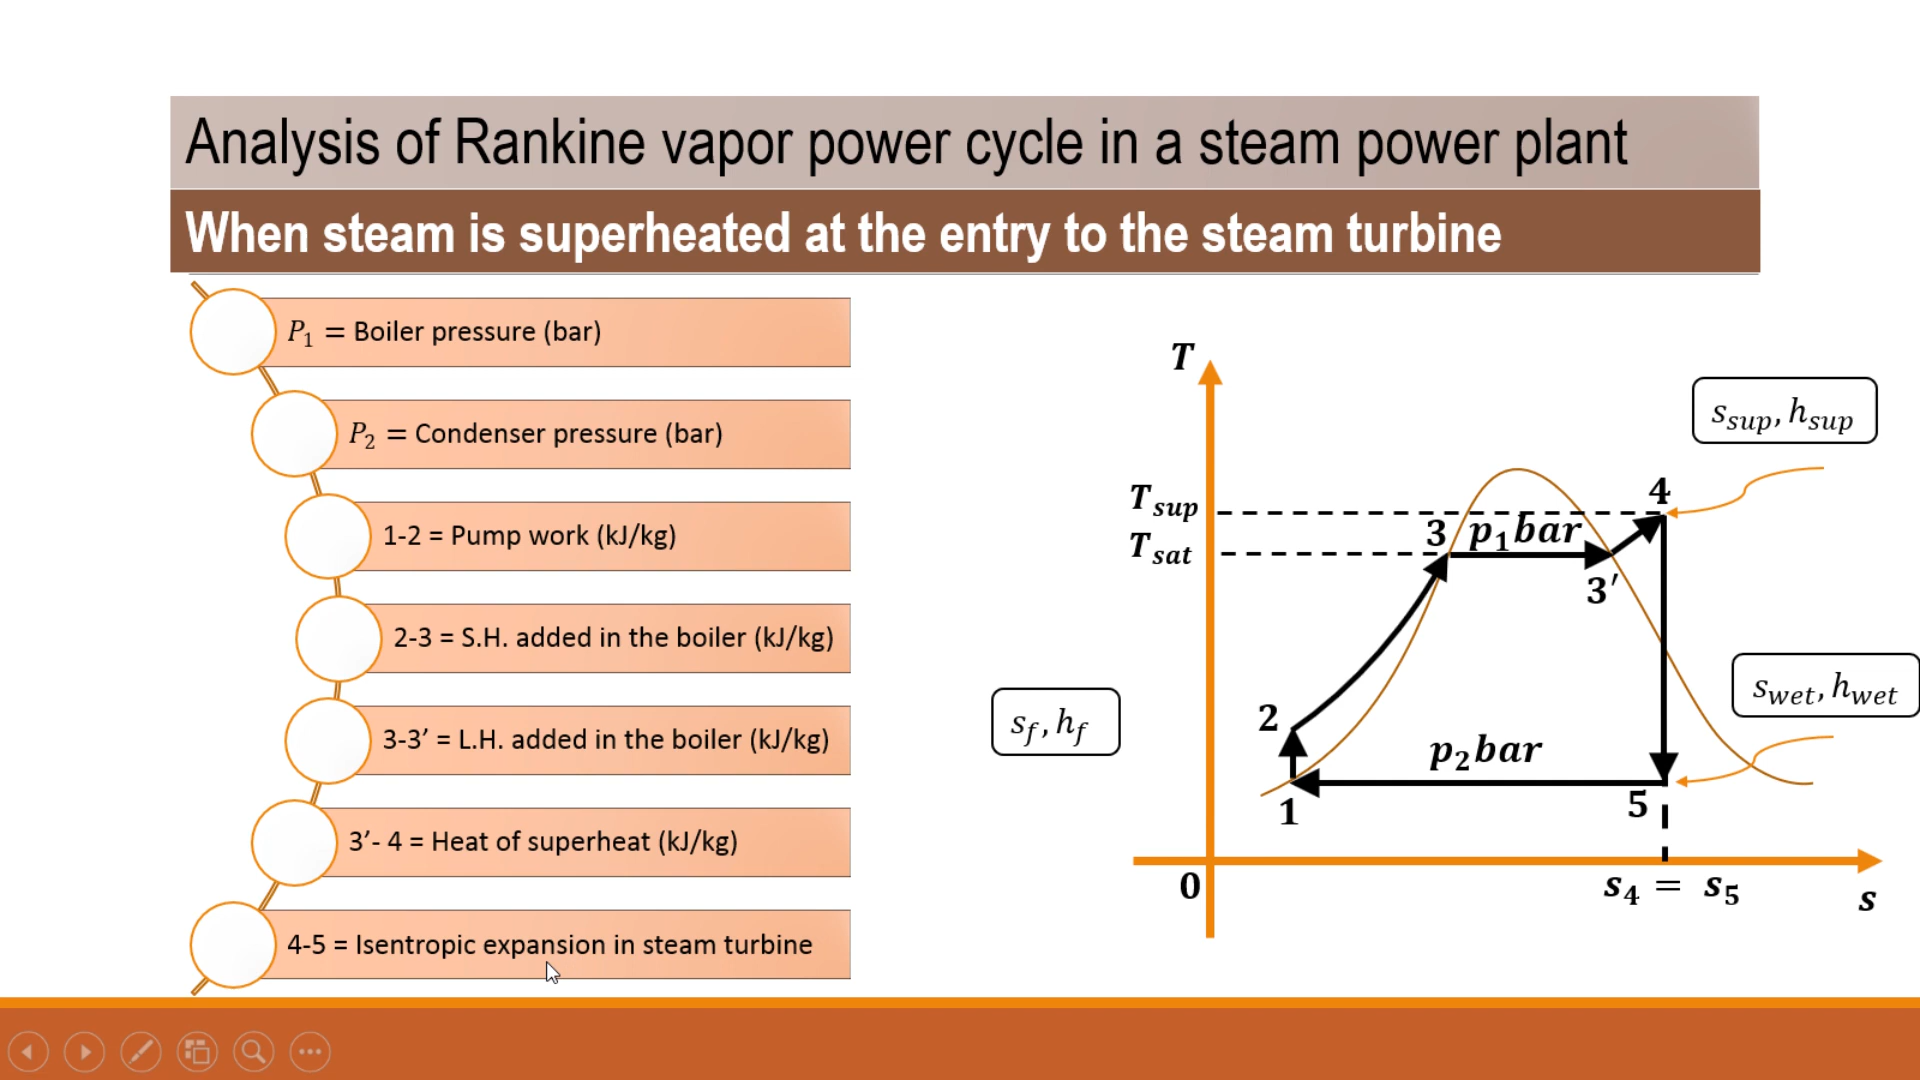 Analysis of Rankine vapor power cycle in a steam power plant
When steam is superheated at the entry to the steam turbine
P₁ = Boiler pressure (bar)
P₂ = Condenser pressure (bar)
1-2 = Pump work (kJ/kg)
2-3 = S.H. added in the boiler (kJ/kg)
3-3’ = L.H. added in the boiler (kJ/kg)
3’- 4 = Heat of superheat (kJ/kg)
4-5 = Isentropic expansion in steam turbine
T
s_sup, h_sup
T_sup
4
3
p₁bar
T_sat
3′
s_wet, h_wet
s_f, h_f
2
p₂bar
1
5
0
s₄ = s₅
s